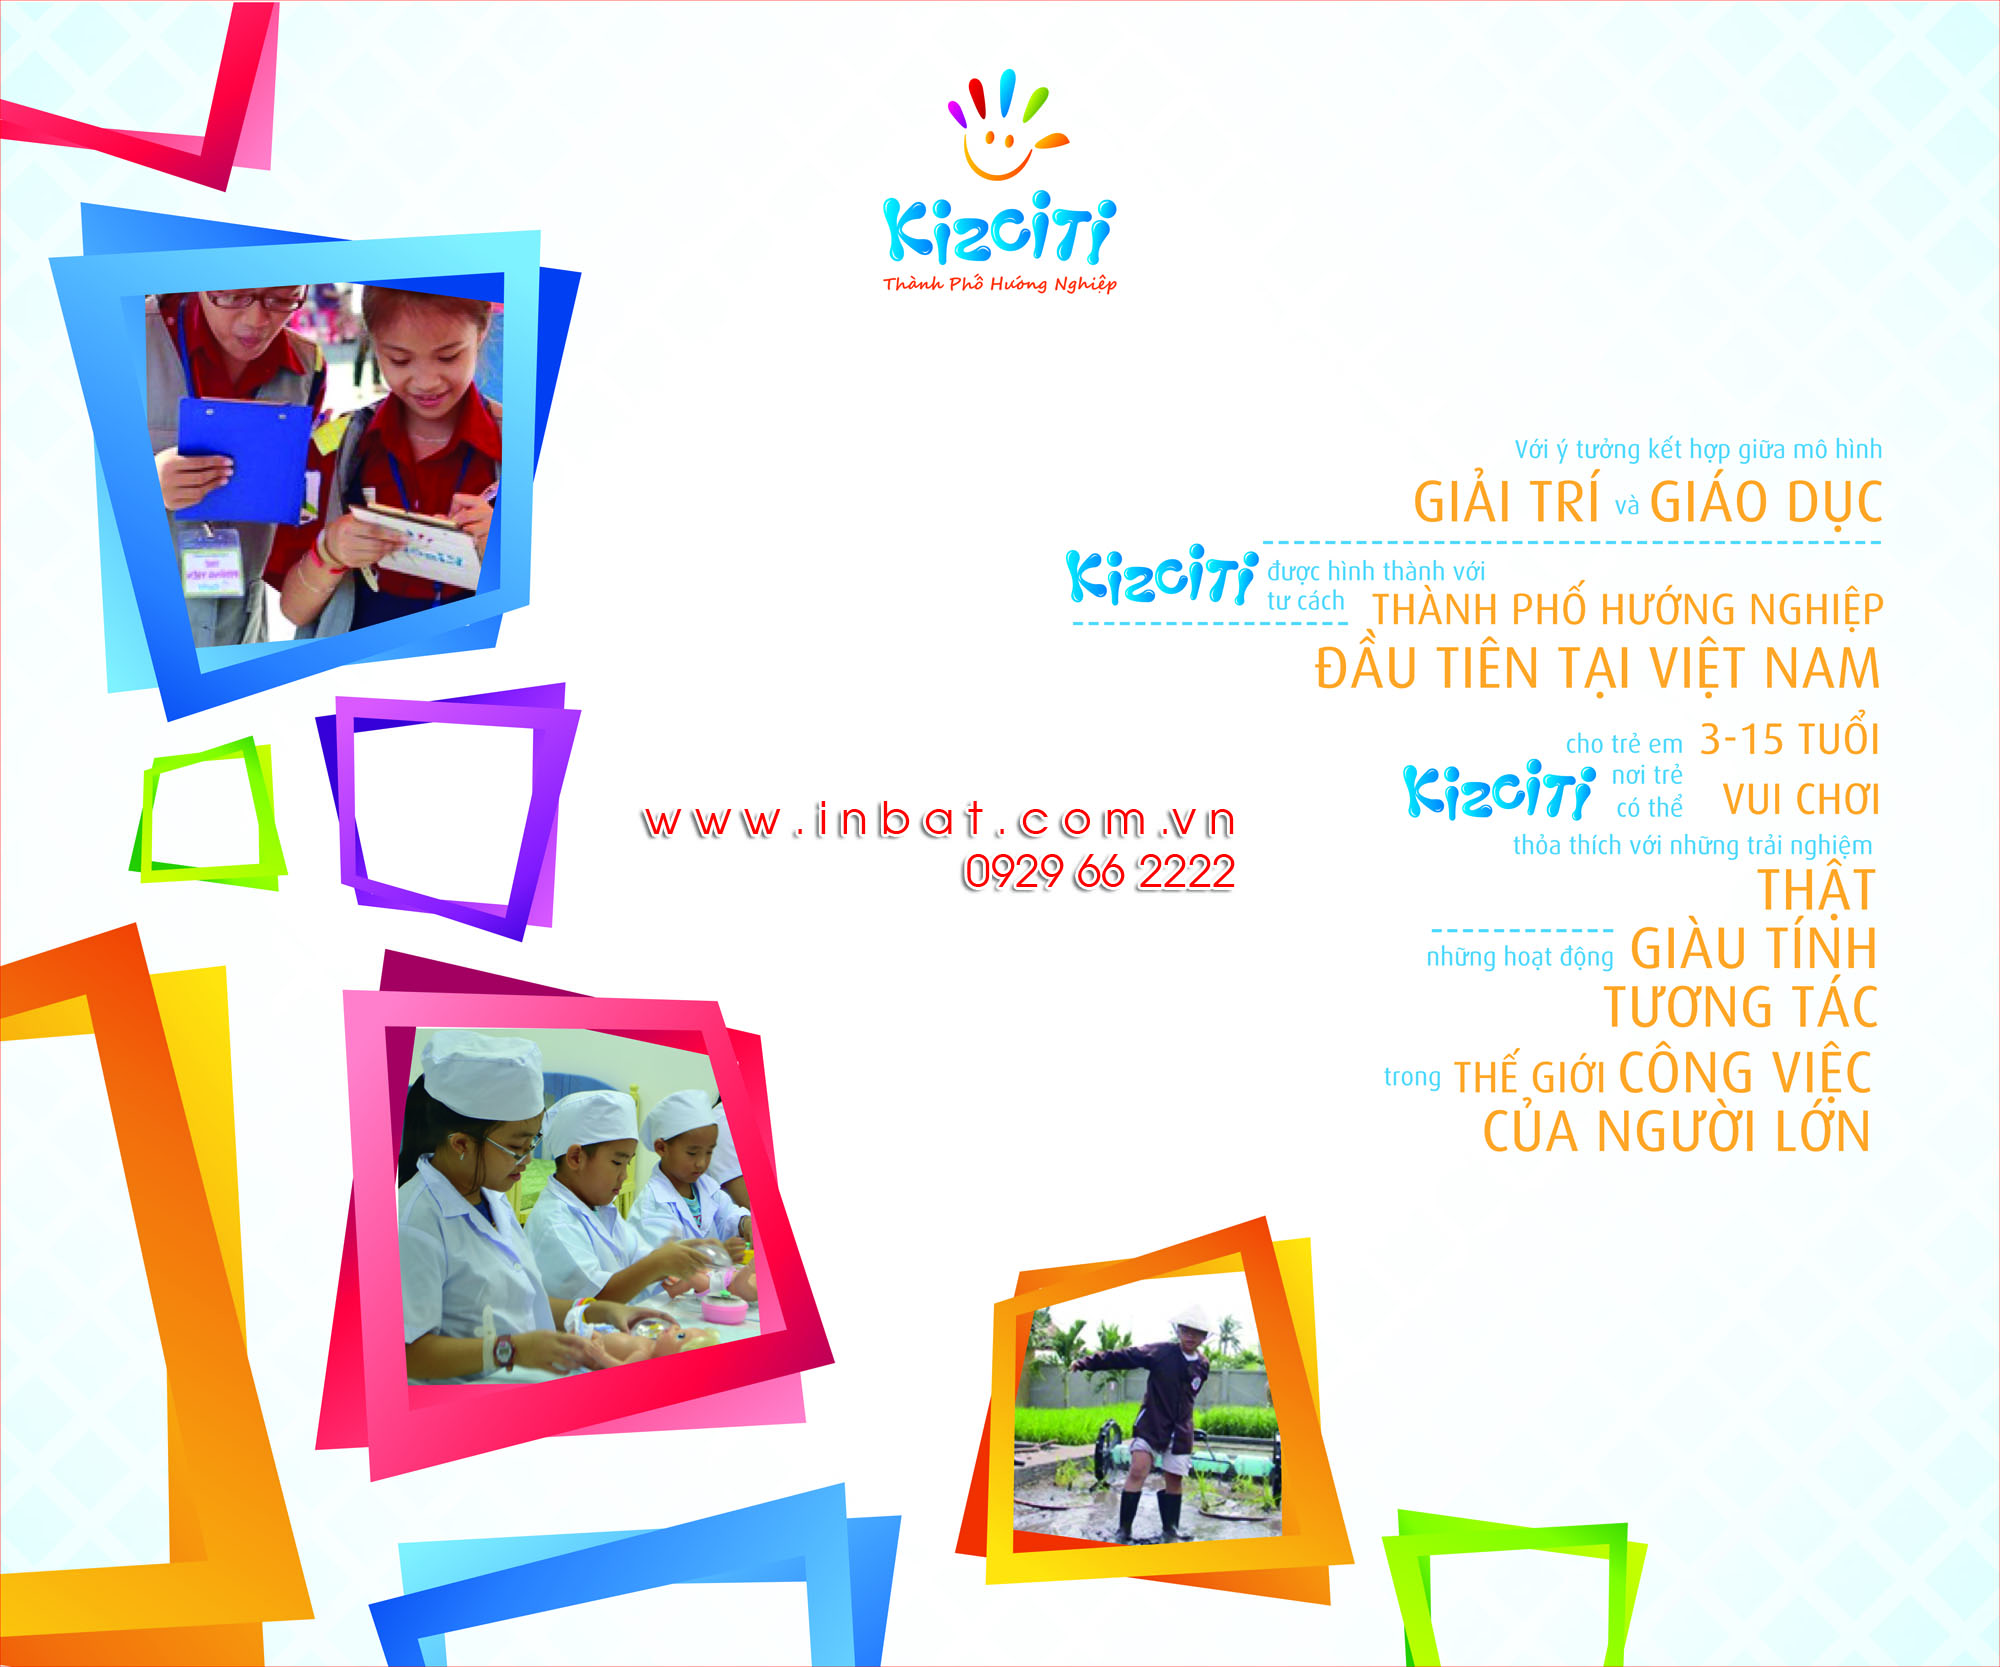 KizCiTi
Thành Phố Hướng Nghiệp
Với ý tưởng kết hợp giữa mô hình
GIẢI TRÍ và GIÁO DỤC
KizCiTi được hình thành với
tư cách THÀNH PHỐ HƯỚNG NGHIỆP
ĐẦU TIÊN TẠI VIỆT NAM
cho trẻ em 3-15 TUỔI
KizCiTi nơi trẻ
có thể VUI CHƠI
thỏa thích với những trải nghiệm
THẬT
những hoạt động GIÀU TÍNH
TƯƠNG TÁC
trong THẾ GIỚI CÔNG VIỆC
CỦA NGƯỜI LỚN
www.inbat.com.vn
0929 66 2222